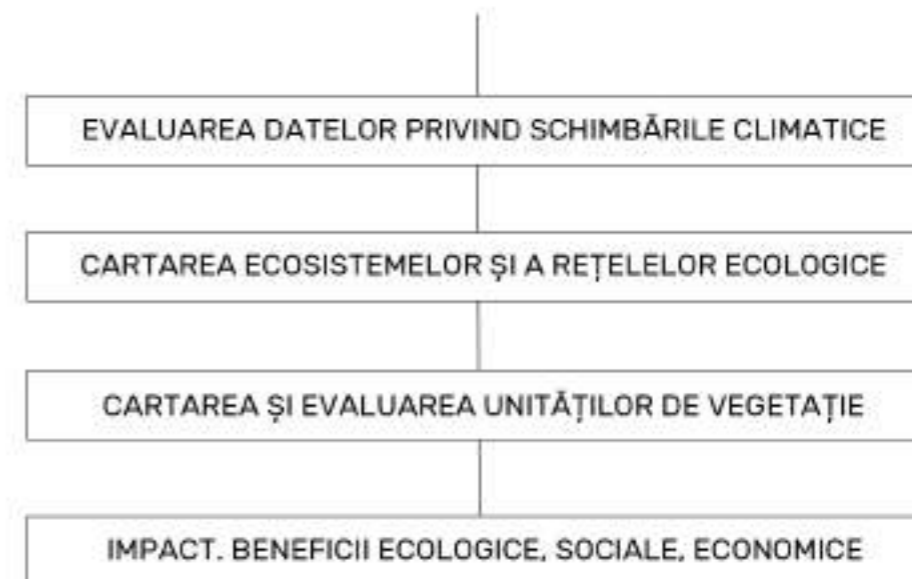 EVALUAREA DATELOR PRIVIND SCHIMBĂRILE CLIMATICE
CARTAREA ECOSISTEMELOR ȘI A REȚELELOR ECOLOGICE
CARTAREA ȘI EVALUAREA UNITĂȚILOR DE VEGETAȚIE
IMPACT. BENEFICII ECOLOGICE, SOCIALE, ECONOMICE